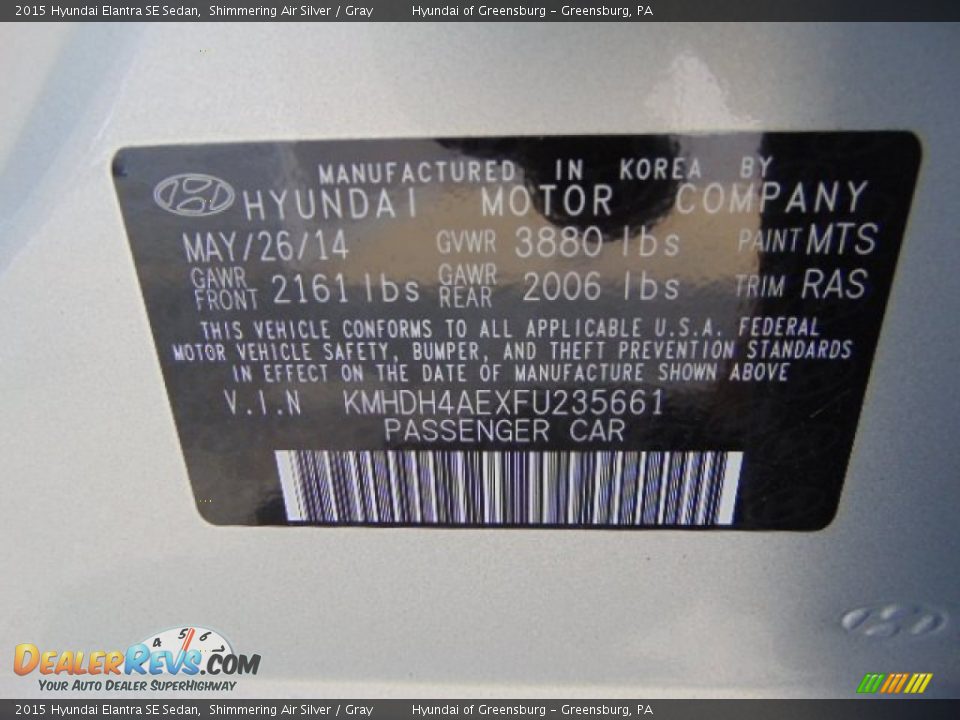 2015 Hyundai Elantra SE Sedan, Shimmering Air Silver / Gray Hyundai of Greensburg - Greensburg, PA
MANUFACTURED IN KOREA BY
HYUNDAI MOTOR COMPANY
MAY/26/14 GVWR 3880 lbs PAINT MTS
GAWR FRONT 2161 lbs GAWR REAR 2006 lbs TRIM RAS
THIS VEHICLE CONFORMS TO ALL APPLICABLE U.S.A. FEDERAL
MOTOR VEHICLE SAFETY, BUMPER, AND THEFT PREVENTION STANDARDS
IN EFFECT ON THE DATE OF MANUFACTURE SHOWN ABOVE
V.I.N KMHDH4AEXFU235661
PASSENGER CAR
4 5 6
DEALERREVS.COM
YOUR AUTO DEALER SUPERHIGHWAY
2015 Hyundai Elantra SE Sedan, Shimmering Air Silver / Gray Hyundai of Greensburg - Greensburg, PA